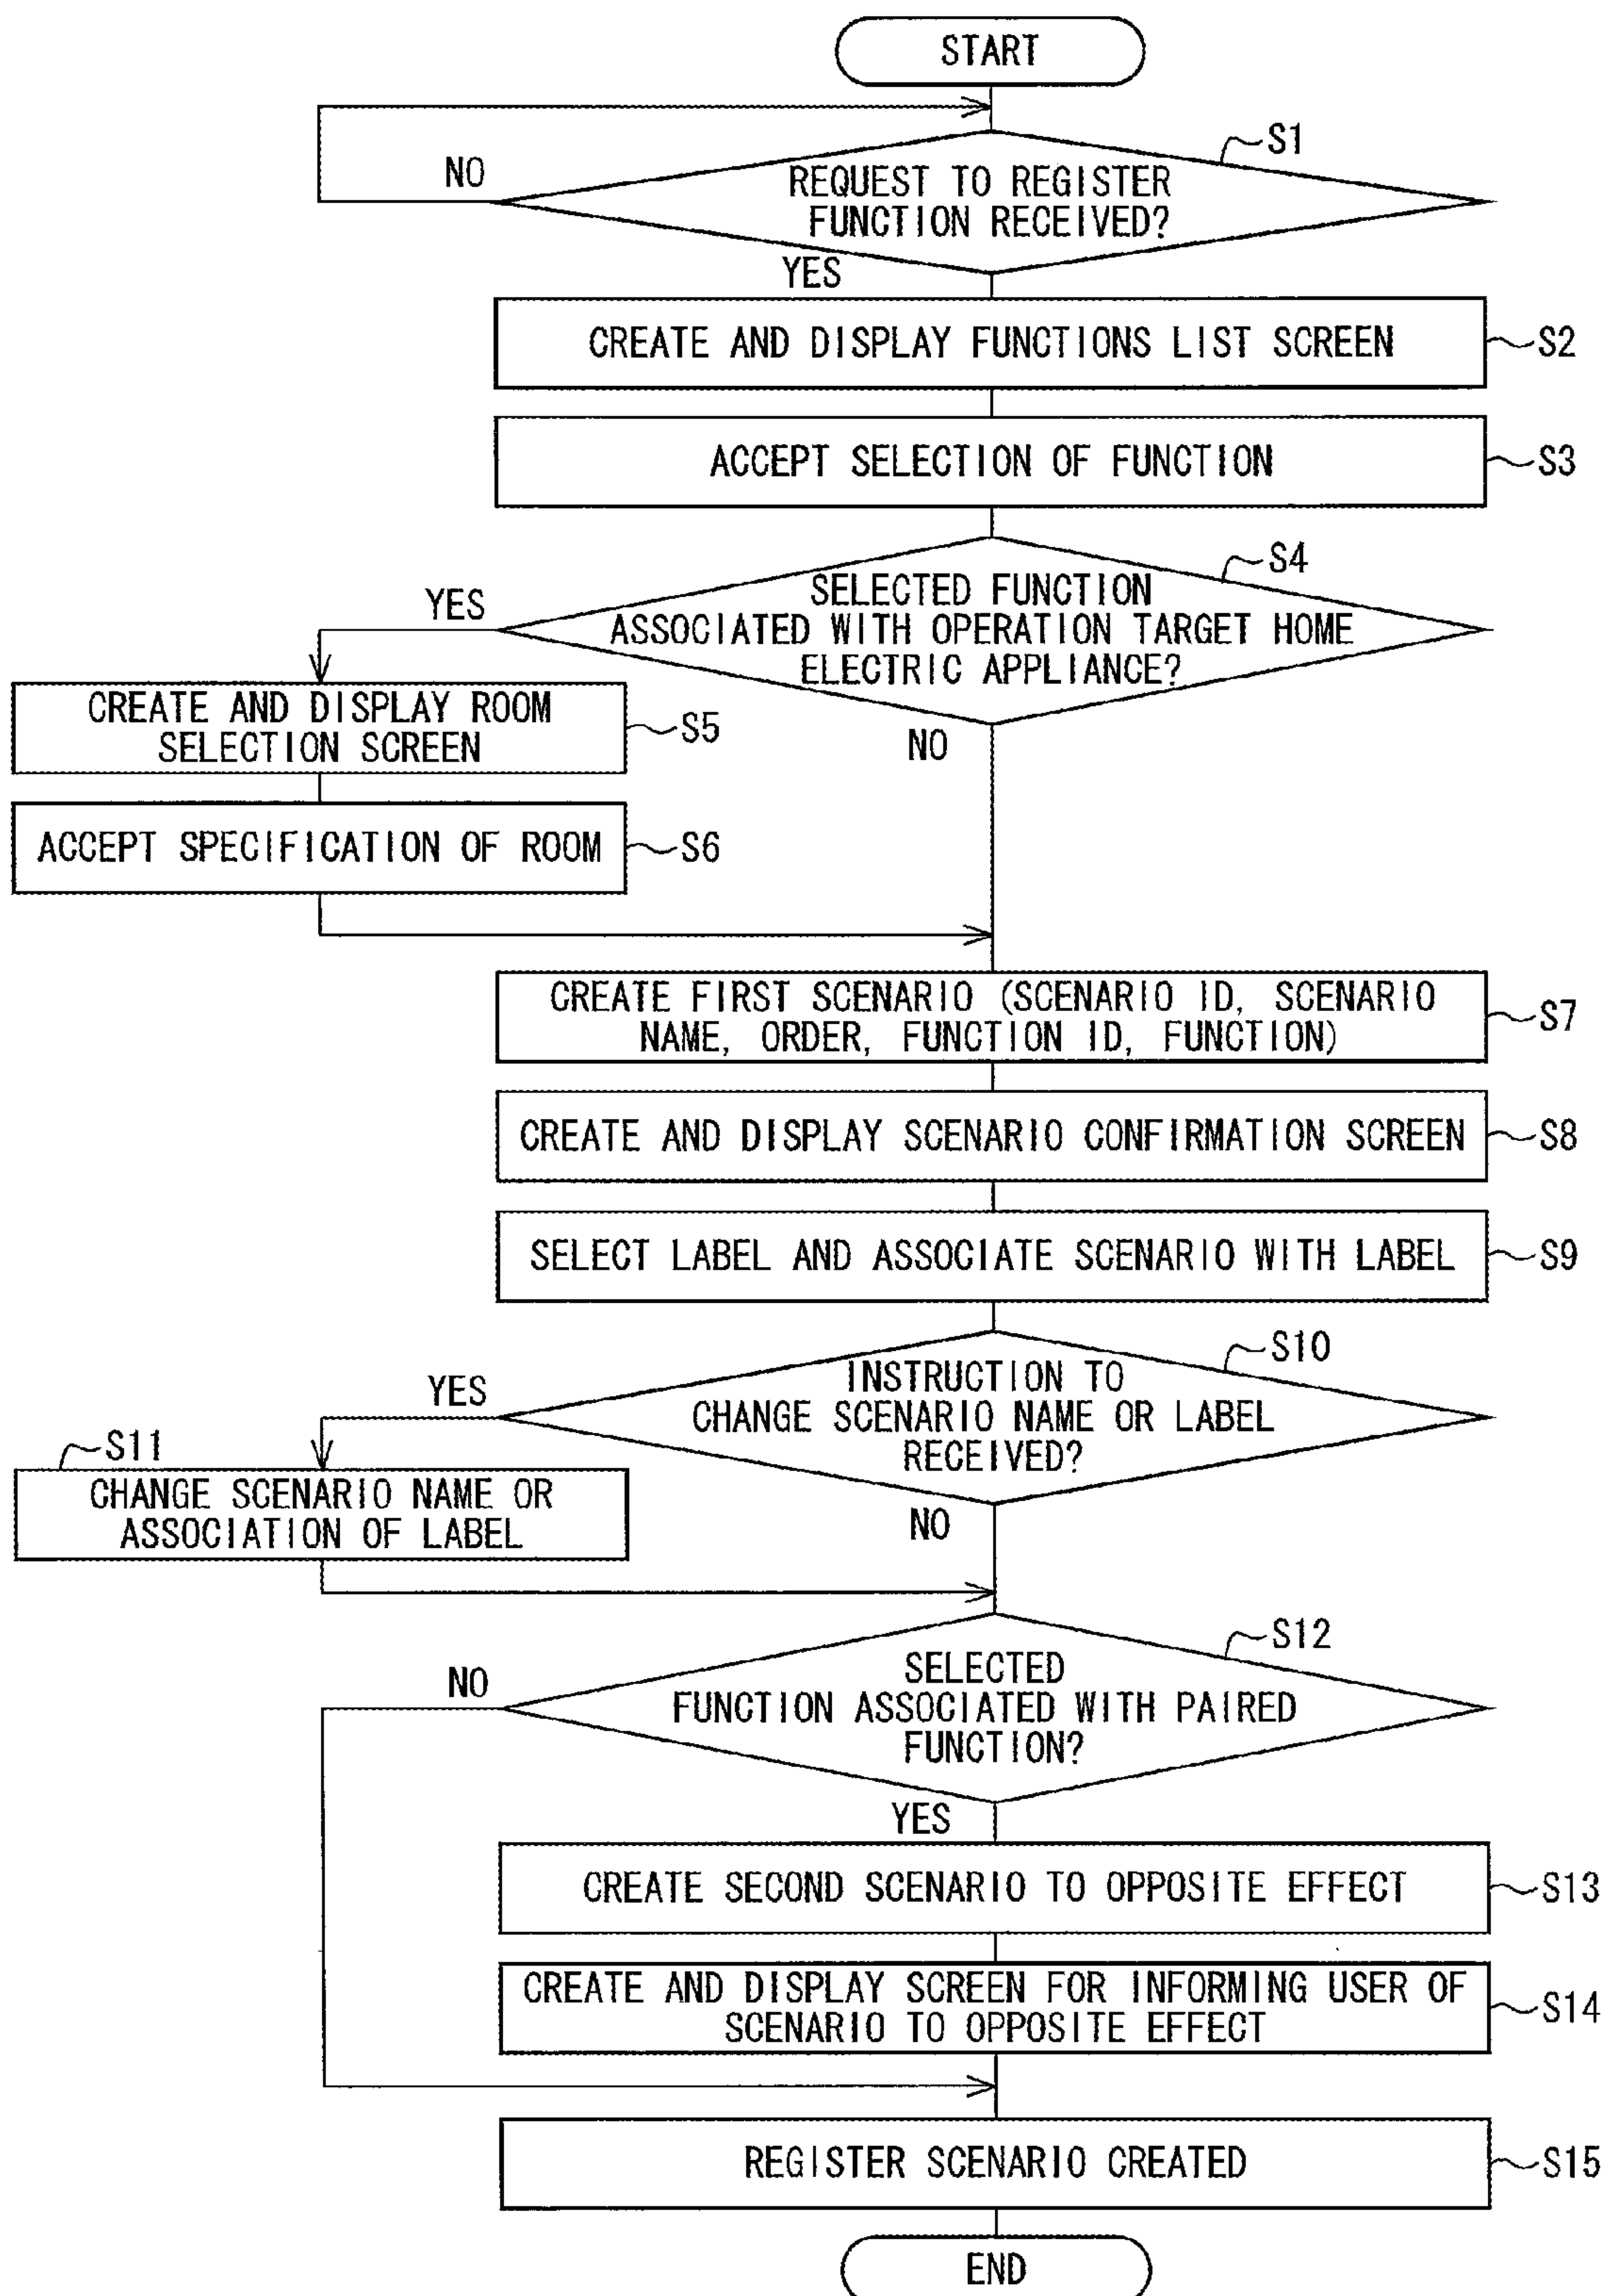 START
S1
NO
REQUEST TO REGISTER
FUNCTION RECEIVED?
YES
CREATE AND DISPLAY FUNCTIONS LIST SCREEN
S2
ACCEPT SELECTION OF FUNCTION
S3
S4
YES
SELECTED FUNCTION
ASSOCIATED WITH OPERATION TARGET HOME
ELECTRIC APPLIANCE?
NO
CREATE AND DISPLAY ROOM
SELECTION SCREEN
S5
ACCEPT SPECIFICATION OF ROOM
S6
CREATE FIRST SCENARIO (SCENARIO ID, SCENARIO
NAME, ORDER, FUNCTION ID, FUNCTION)
S7
CREATE AND DISPLAY SCENARIO CONFIRMATION SCREEN
S8
SELECT LABEL AND ASSOCIATE SCENARIO WITH LABEL
S9
S10
YES
INSTRUCTION TO
CHANGE SCENARIO NAME OR LABEL
RECEIVED?
NO
S11
CHANGE SCENARIO NAME OR
ASSOCIATION OF LABEL
S12
NO
SELECTED
FUNCTION ASSOCIATED WITH PAIRED
FUNCTION?
YES
CREATE SECOND SCENARIO TO OPPOSITE EFFECT
S13
CREATE AND DISPLAY SCREEN FOR INFORMING USER OF
SCENARIO TO OPPOSITE EFFECT
S14
REGISTER SCENARIO CREATED
S15
END